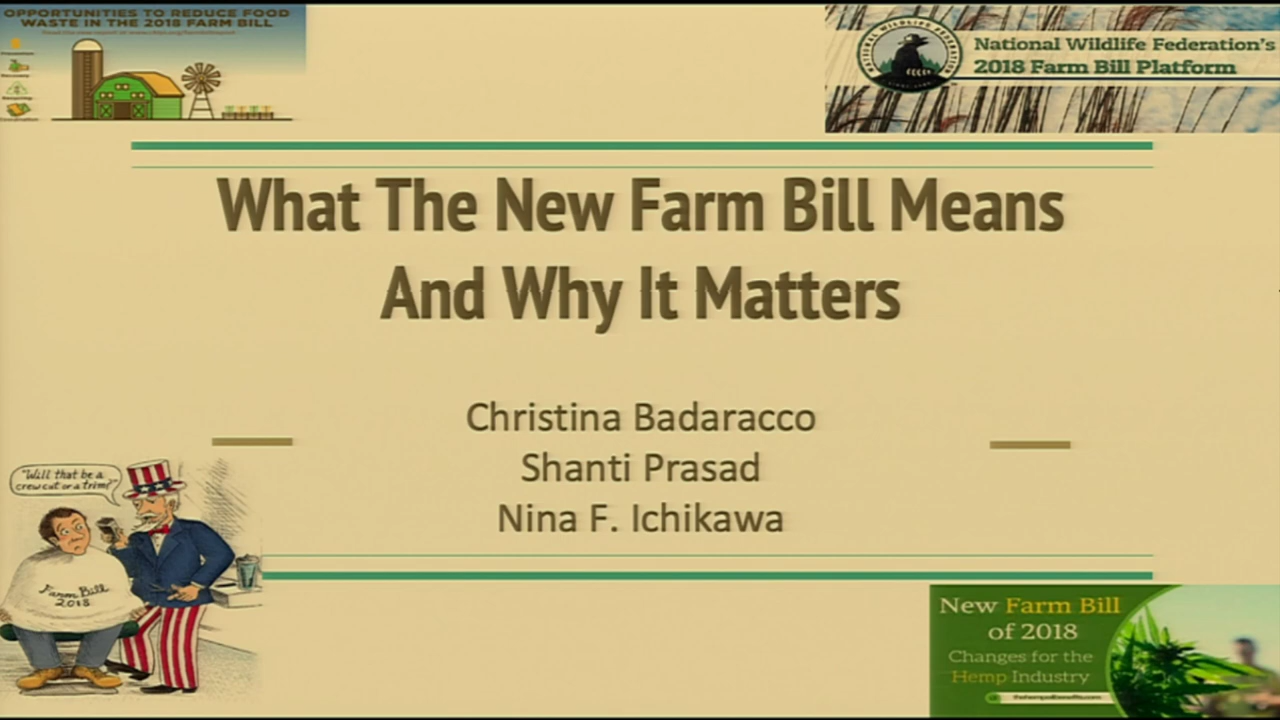 OPPORTUNITIES TO REDUCE FOOD
WASTE IN THE 2018 FARM BILL
National Wildlife Federation's
2018 Farm Bill Platform
What The New Farm Bill Means
And Why It Matters
Christina Badaracco
Shanti Prasad
Nina F. Ichikawa
"Will that be a
crew cut or a trim?"
Farm Bill
2018
New Farm Bill
of 2018
Changes for the
Hemp Industry